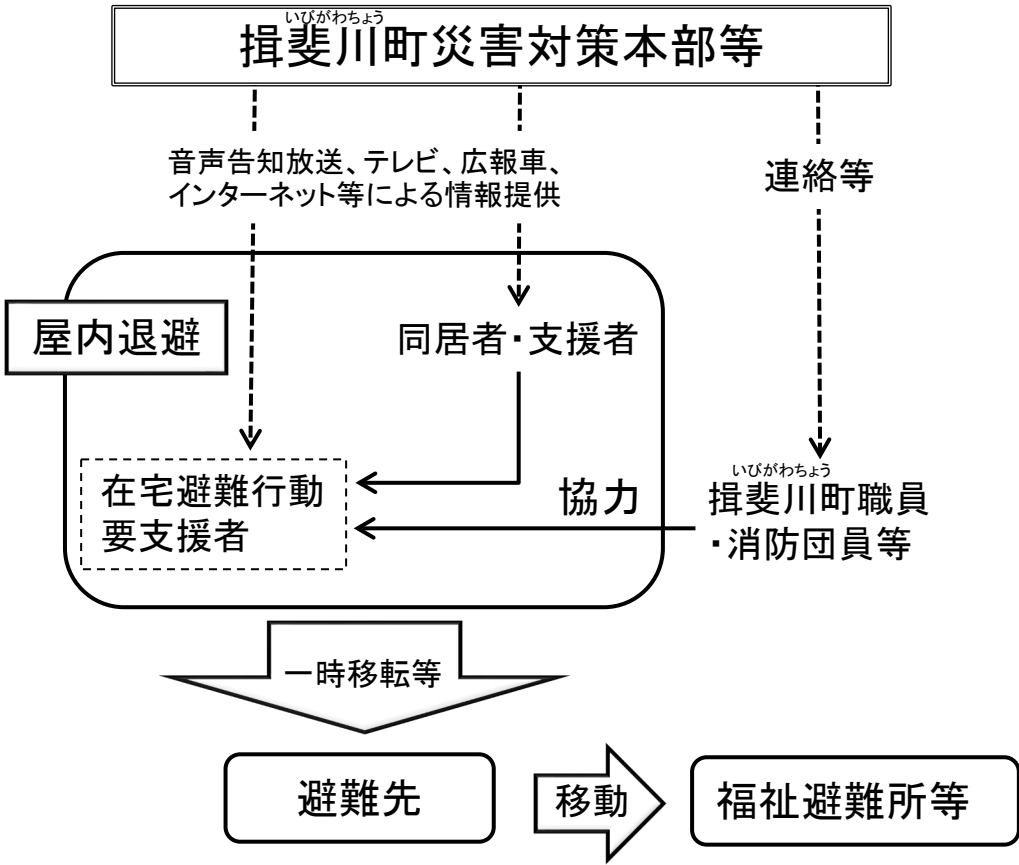 いびがわちょう
揖斐川町災害対策本部等
音声告知放送、テレビ、広報車、
インターネット等による情報提供
連絡等
屋内退避
同居者・支援者
在宅避難行動
要支援者
協力
いびがわちょう
揖斐川町職員
・消防団員等
一時移転等
避難先
移動
福祉避難所等